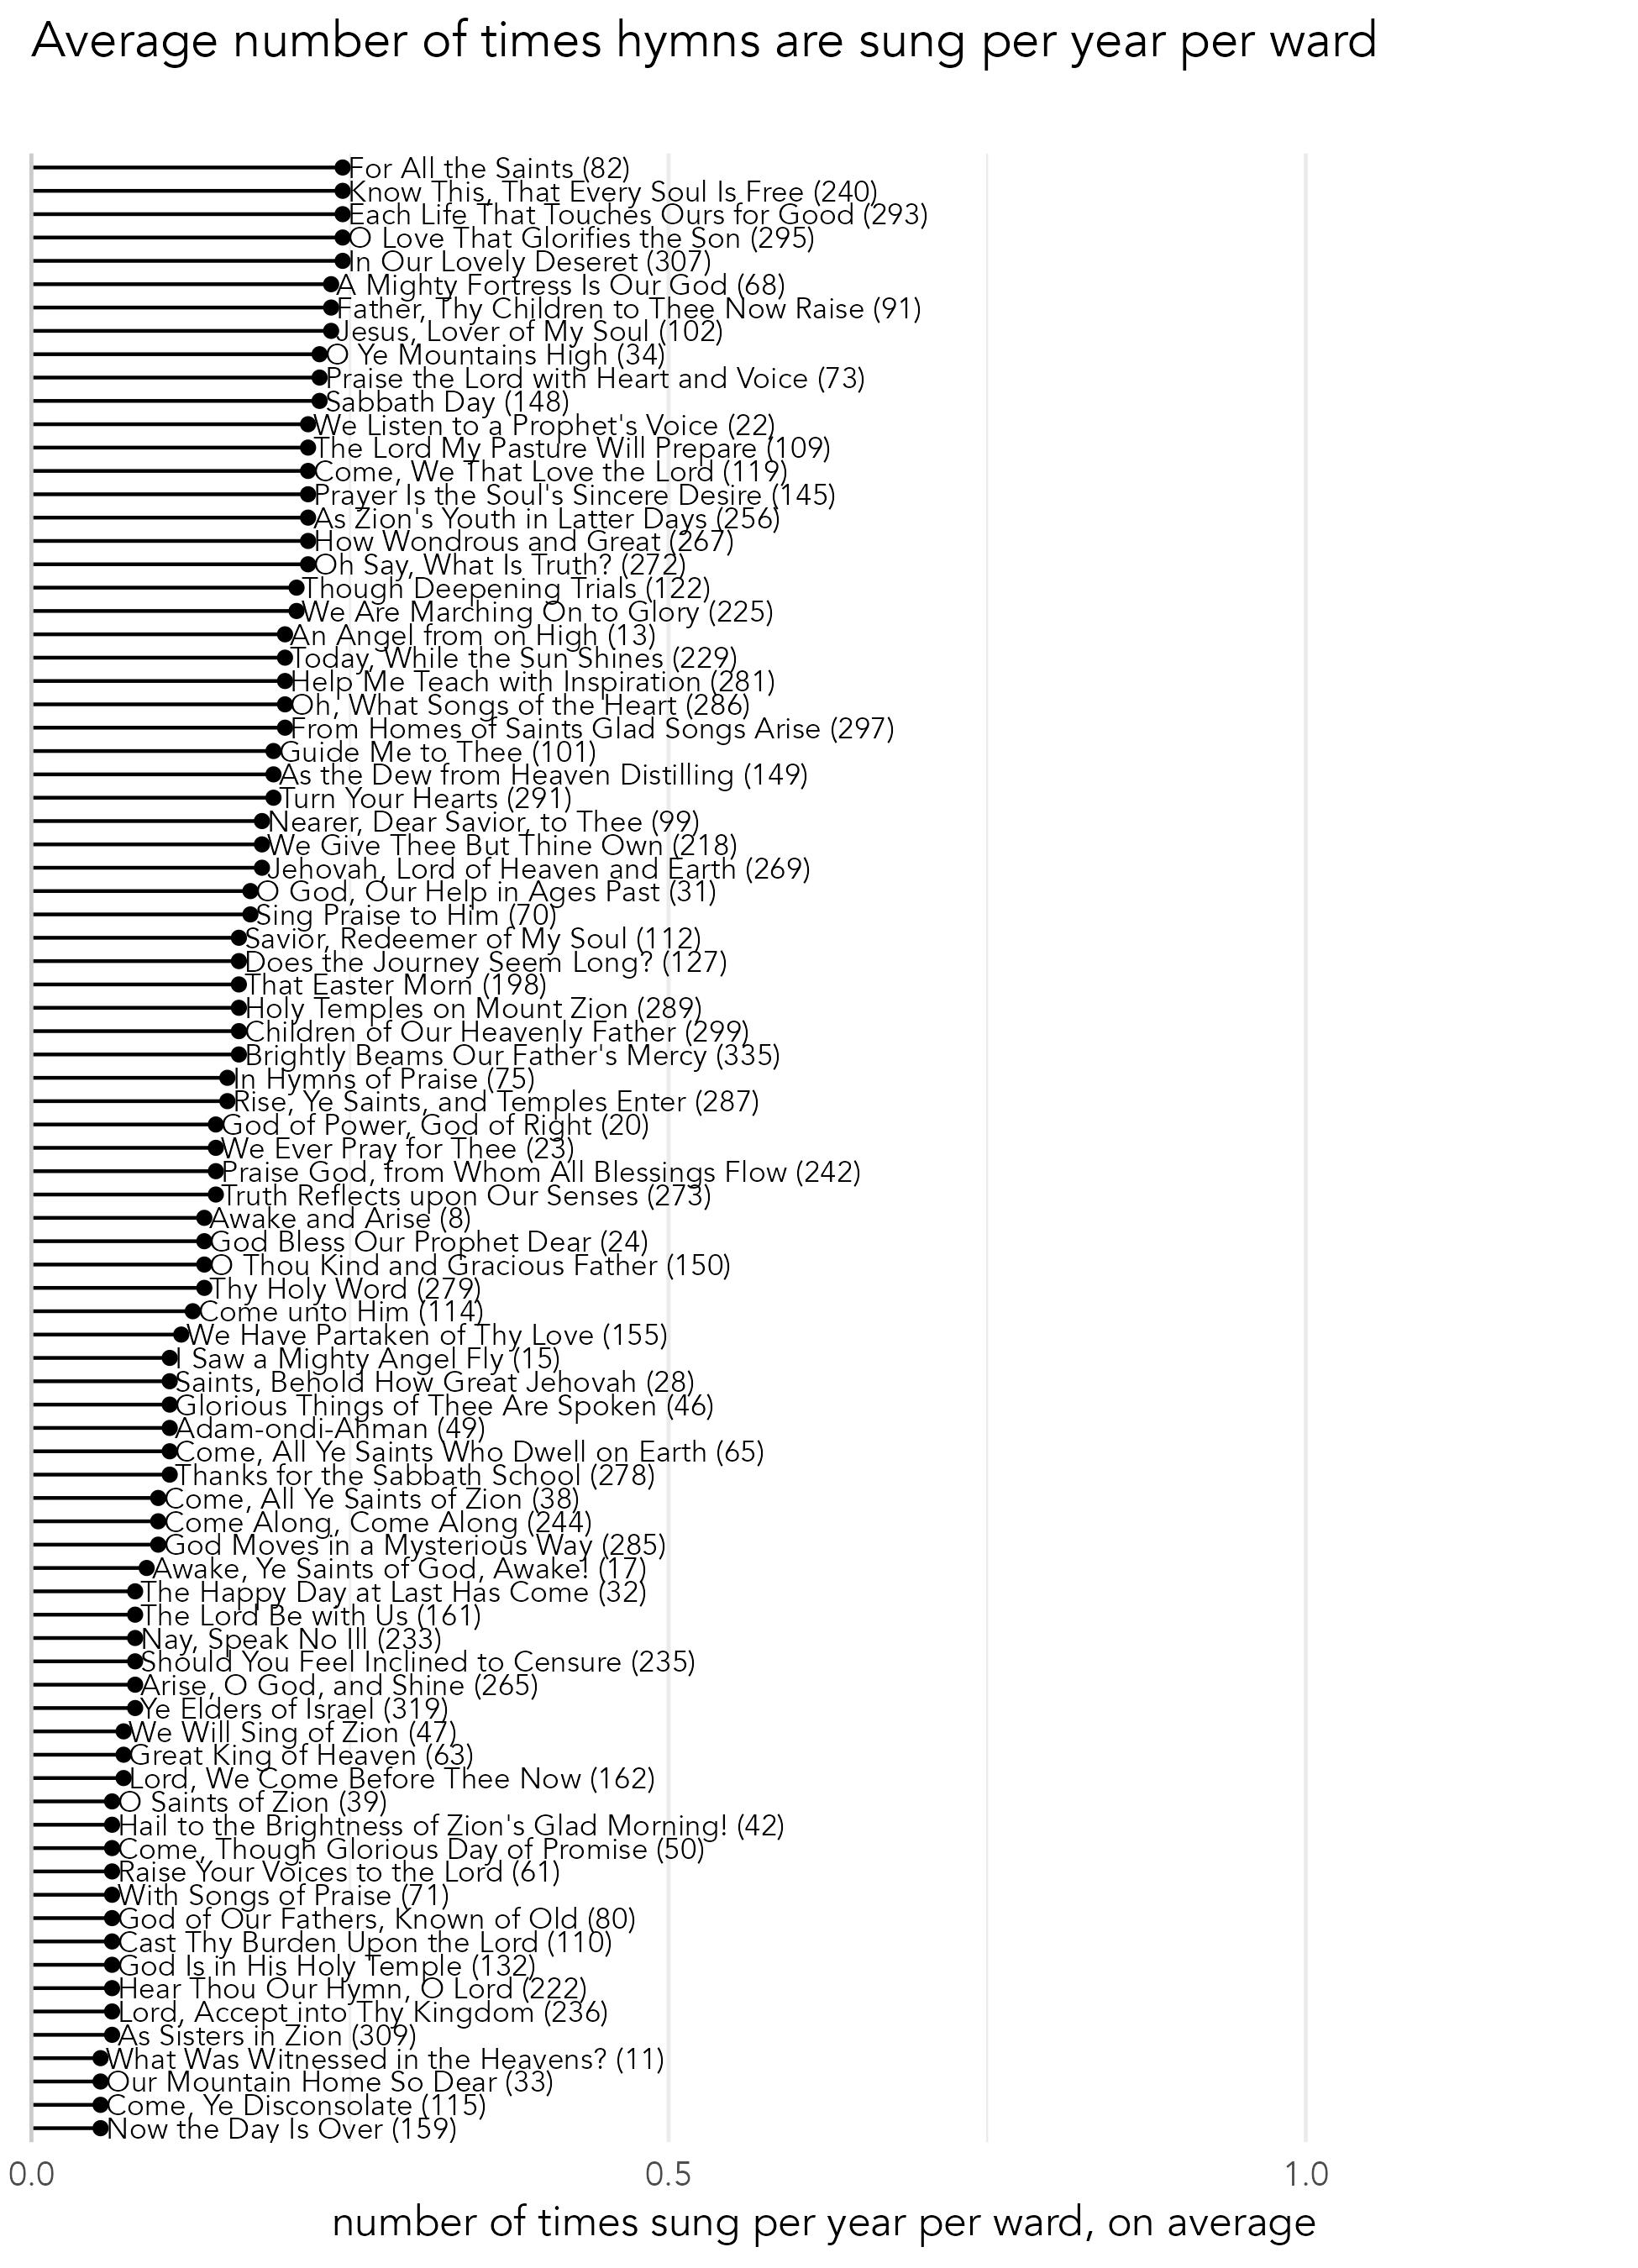 Average number of times hymns are sung per year per ward
For All the Saints (82)
Know This, That Every Soul Is Free (240)
Each Life That Touches Ours for Good (293)
O Love That Glorifies the Son (295)
In Our Lovely Deseret (307)
A Mighty Fortress Is Our God (68)
Father, Thy Children to Thee Now Raise (91)
Jesus, Lover of My Soul (102)
O Ye Mountains High (34)
Praise the Lord with Heart and Voice (73)
Sabbath Day (148)
We Listen to a Prophet's Voice (22)
The Lord My Pasture Will Prepare (109)
Come, We That Love the Lord (119)
Prayer Is the Soul's Sincere Desire (145)
As Zion's Youth in Latter Days (256)
How Wondrous and Great (267)
Oh Say, What Is Truth? (272)
Though Deepening Trials (122)
We Are Marching On to Glory (225)
An Angel from on High (13)
Today, While the Sun Shines (229)
Help Me Teach with Inspiration (281)
Oh, What Songs of the Heart (286)
From Homes of Saints Glad Songs Arise (297)
Guide Me to Thee (101)
As the Dew from Heaven Distilling (149)
Turn Your Hearts (291)
Nearer, Dear Savior, to Thee (99)
We Give Thee But Thine Own (218)
Jehovah, Lord of Heaven and Earth (269)
O God, Our Help in Ages Past (31)
Sing Praise to Him (70)
Savior, Redeemer of My Soul (112)
Does the Journey Seem Long? (127)
That Easter Morn (198)
Holy Temples on Mount Zion (289)
Children of Our Heavenly Father (299)
Brightly Beams Our Father's Mercy (335)
In Hymns of Praise (75)
Rise, Ye Saints, and Temples Enter (287)
God of Power, God of Right (20)
We Ever Pray for Thee (23)
Praise God, from Whom All Blessings Flow (242)
Truth Reflects upon Our Senses (273)
Awake and Arise (8)
God Bless Our Prophet Dear (24)
O Thou Kind and Gracious Father (150)
Thy Holy Word (279)
Come unto Him (114)
We Have Partaken of Thy Love (155)
I Saw a Mighty Angel Fly (15)
Saints, Behold How Great Jehovah (28)
Glorious Things of Thee Are Spoken (46)
Adam-ondi-Ahman (49)
Come, All Ye Saints Who Dwell on Earth (65)
Thanks for the Sabbath School (278)
Come, All Ye Saints of Zion (38)
Come Along, Come Along (244)
God Moves in a Mysterious Way (285)
Awake, Ye Saints of God, Awake! (17)
The Happy Day at Last Has Come (32)
The Lord Be with Us (161)
Nay, Speak No Ill (233)
Should You Feel Inclined to Censure (235)
Arise, O God, and Shine (265)
Ye Elders of Israel (319)
We Will Sing of Zion (47)
Great King of Heaven (63)
Lord, We Come Before Thee Now (162)
O Saints of Zion (39)
Hail to the Brightness of Zion's Glad Morning! (42)
Come, Though Glorious Day of Promise (50)
Raise Your Voices to the Lord (61)
With Songs of Praise (71)
God of Our Fathers, Known of Old (80)
Cast Thy Burden Upon the Lord (110)
God Is in His Holy Temple (132)
Hear Thou Our Hymn, O Lord (222)
Lord, Accept into Thy Kingdom (236)
As Sisters in Zion (309)
What Was Witnessed in the Heavens? (11)
Our Mountain Home So Dear (33)
Come, Ye Disconsolate (115)
Now the Day Is Over (159)
0.0 0.5 1.0
number of times sung per year per ward, on average